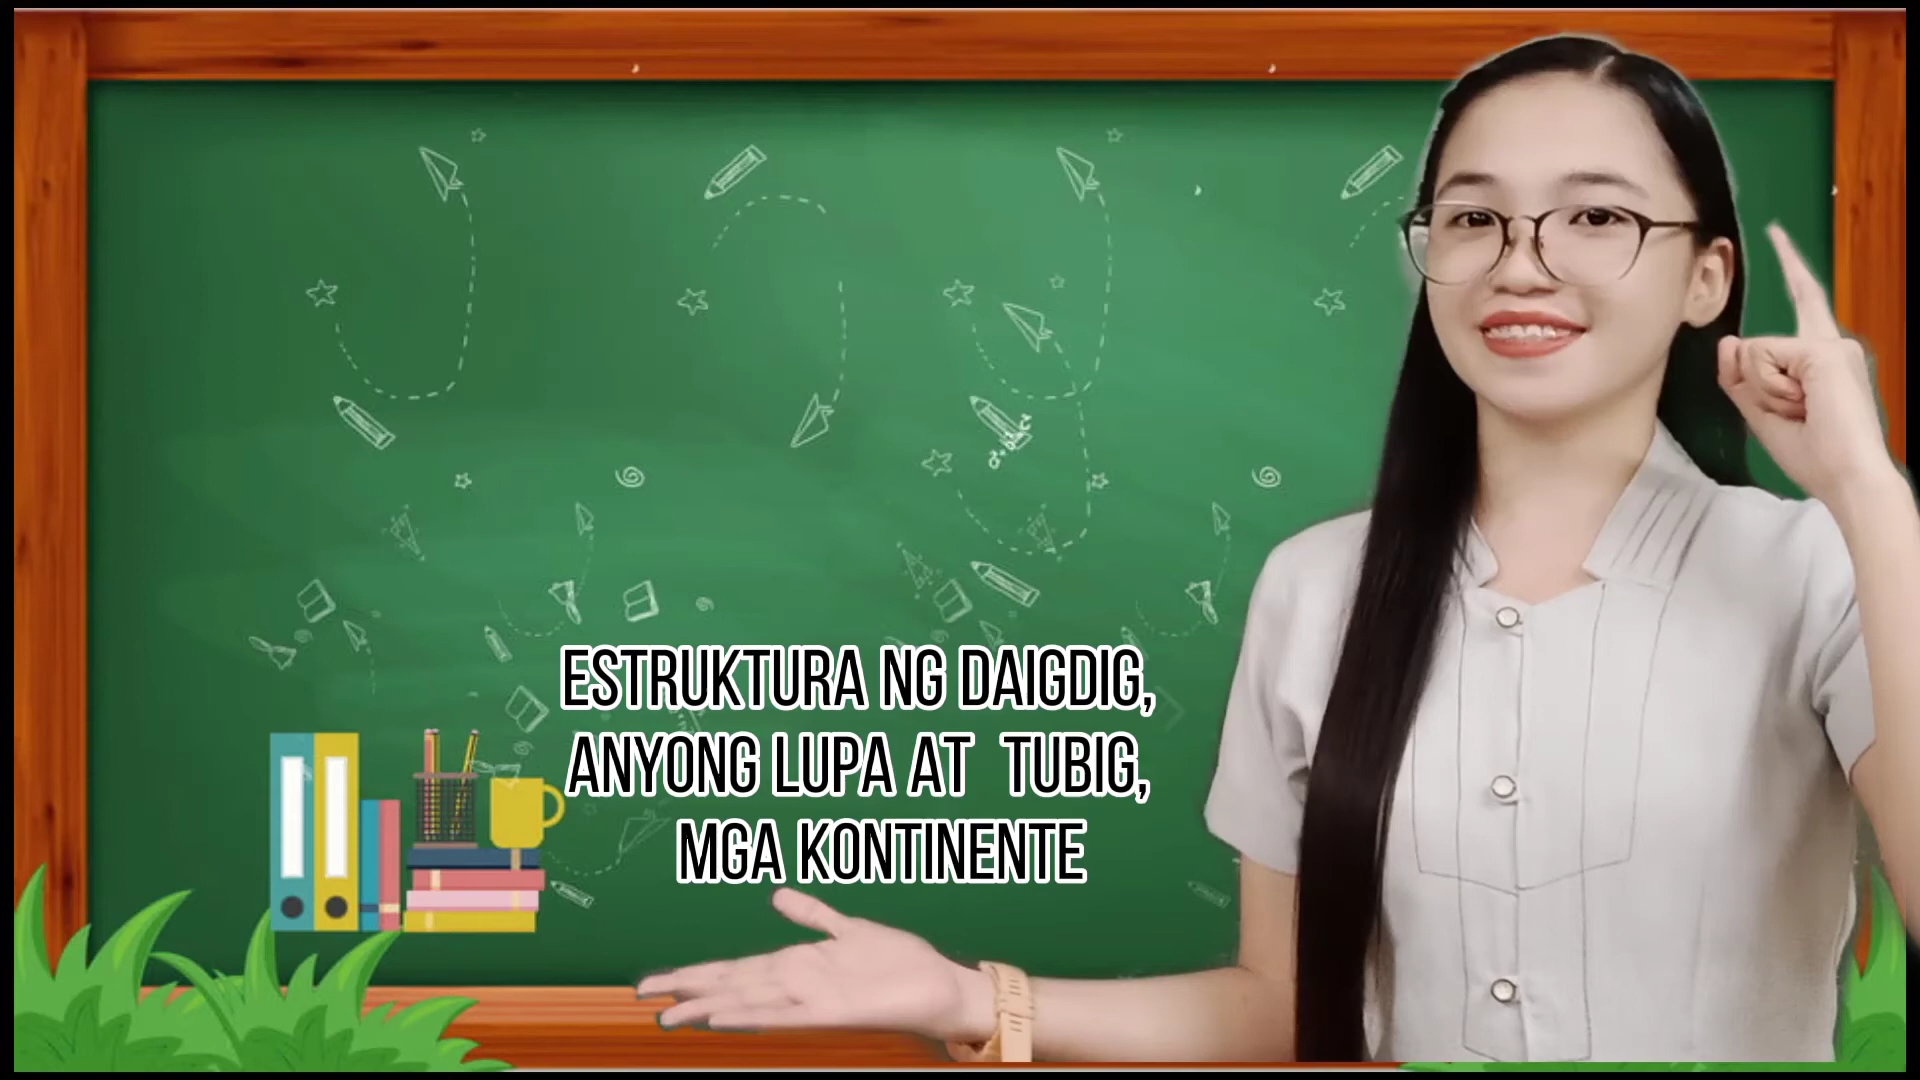 ESTRUKTURA NG DAIGDIG,
ANYONG LUPA AT TUBIG,
MGA KONTINENTE